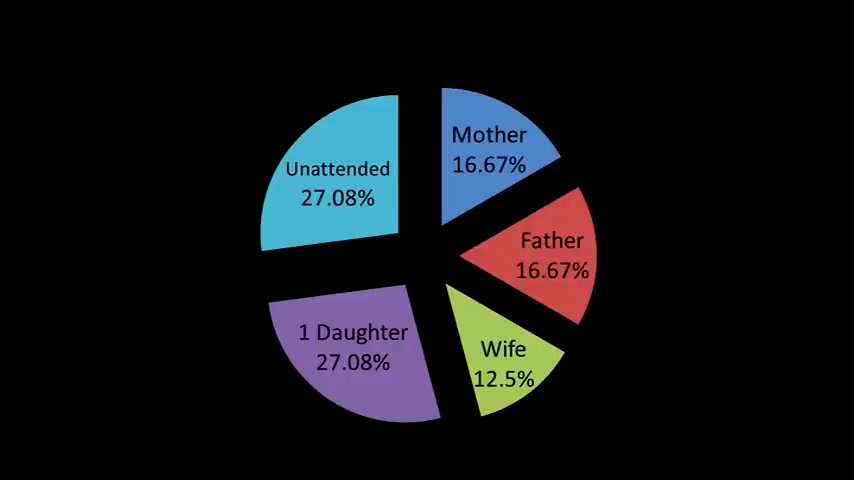 Mother
16.67%
Father
16.67%
Wife
12.5%
1 Daughter
27.08%
Unattended
27.08%